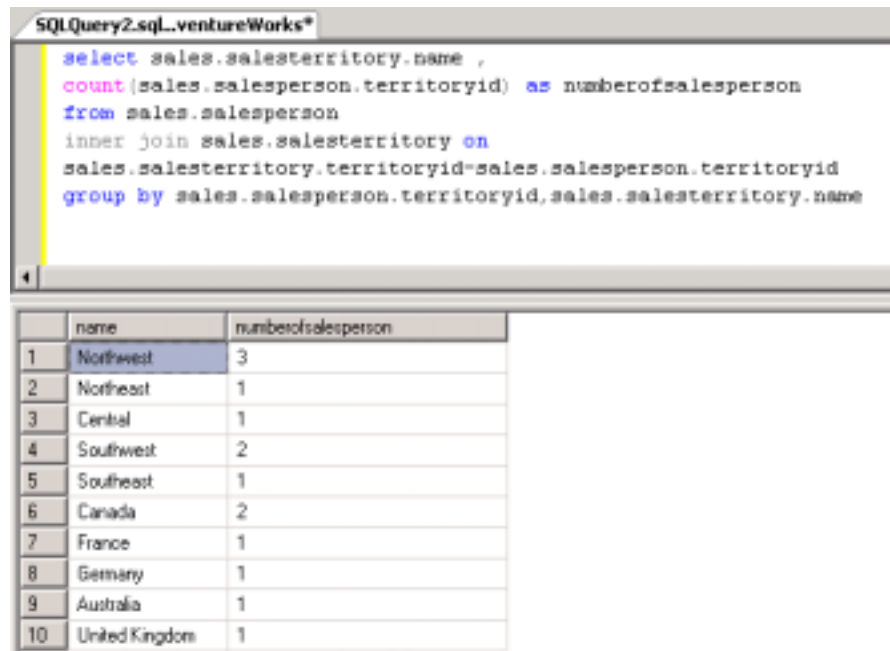 SQLQuery2.sql...ventureWorks*
select sales.salesterritory.name ,
count(sales.salesperson.territoryid) as numberofsalesperson
from sales.salesperson
inner join sales.salesterritory on
sales.salesterritory.territoryid=sales.salesperson.territoryid
group by sales.salesperson.territoryid,sales.salesterritory.name
name numberofsalesperson
1 Northwest 3
2 Northeast 1
3 Central 1
4 Southwest 2
5 Southeast 1
6 Canada 2
7 France 1
8 Germany 1
9 Australia 1
10 United Kingdom 1